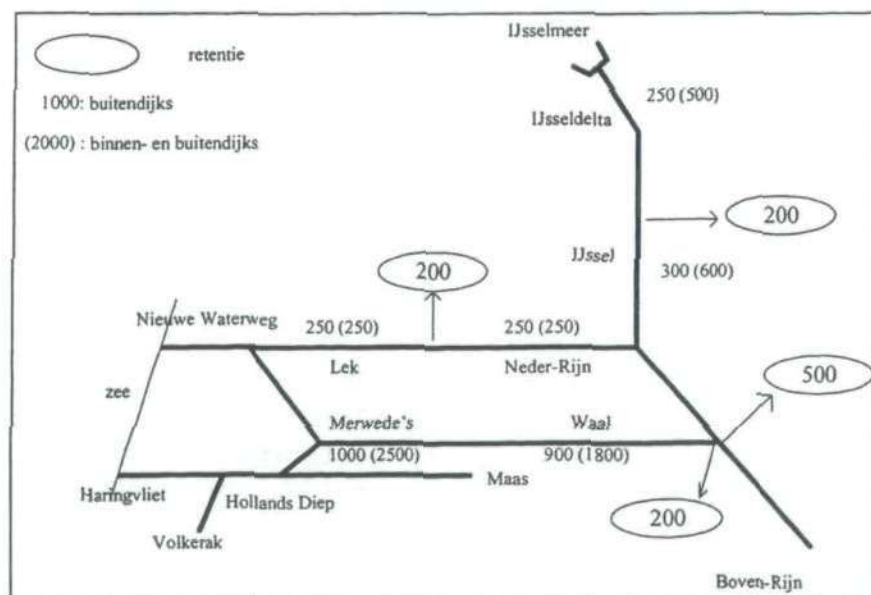 IJsselmeer
retentie
1000: buitendijks
250 (500)
IJsseldelta
(2000) : binnen- en buitendijks
200
IJssel
200
300 (600)
Nieuwe Waterweg
250 (250)
250 (250)
Lek
Neder-Rijn
500
zee
Merwede's
Waal
1000 (2500)
900 (1800)
Maas
Haringvliet
Hollands Diep
200
Volkerak
Boven-Rijn